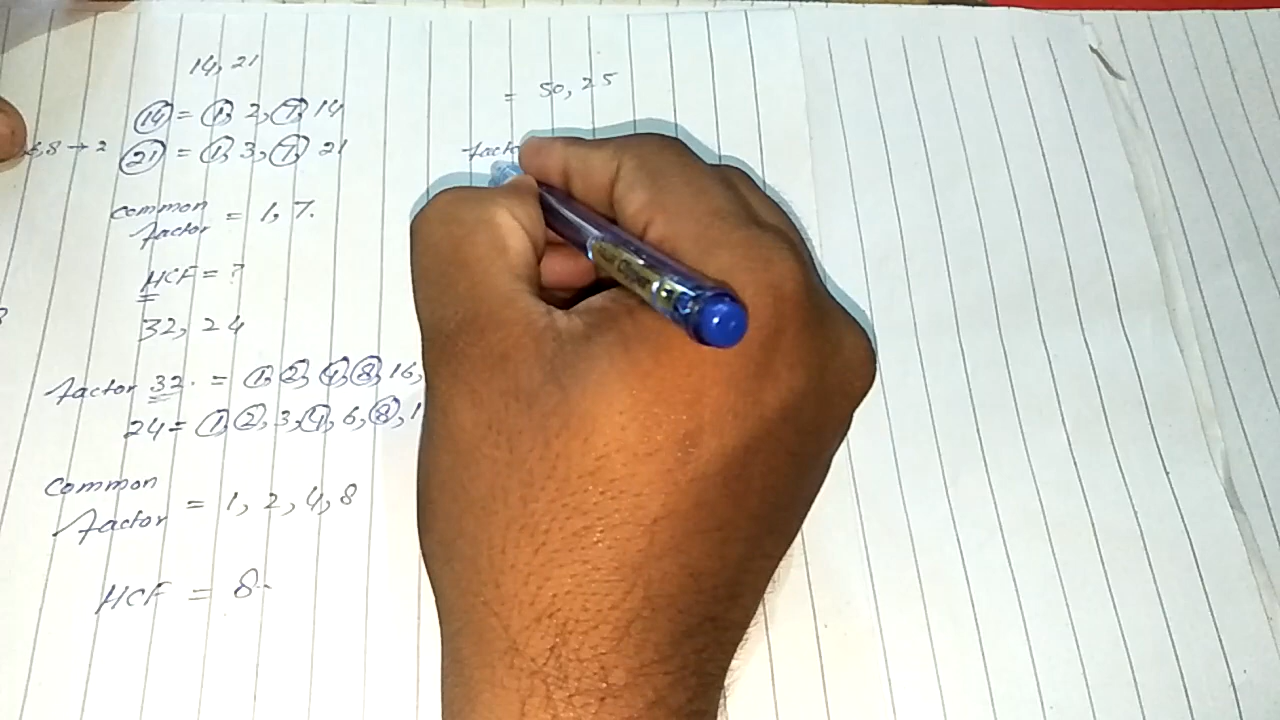 14, 21
14 = 1, 2, 7, 14
6,8 → 2
21 = 1, 3, 7, 21
common
factor = 1, 7.
HCF = ?
32, 24
factor 32. = 1, 2, 4, 8, 16,
24 = 1, 2, 3, 4, 6, 8, 1
common
factor = 1, 2, 4, 8
HCF = 8
= 50, 25
facto